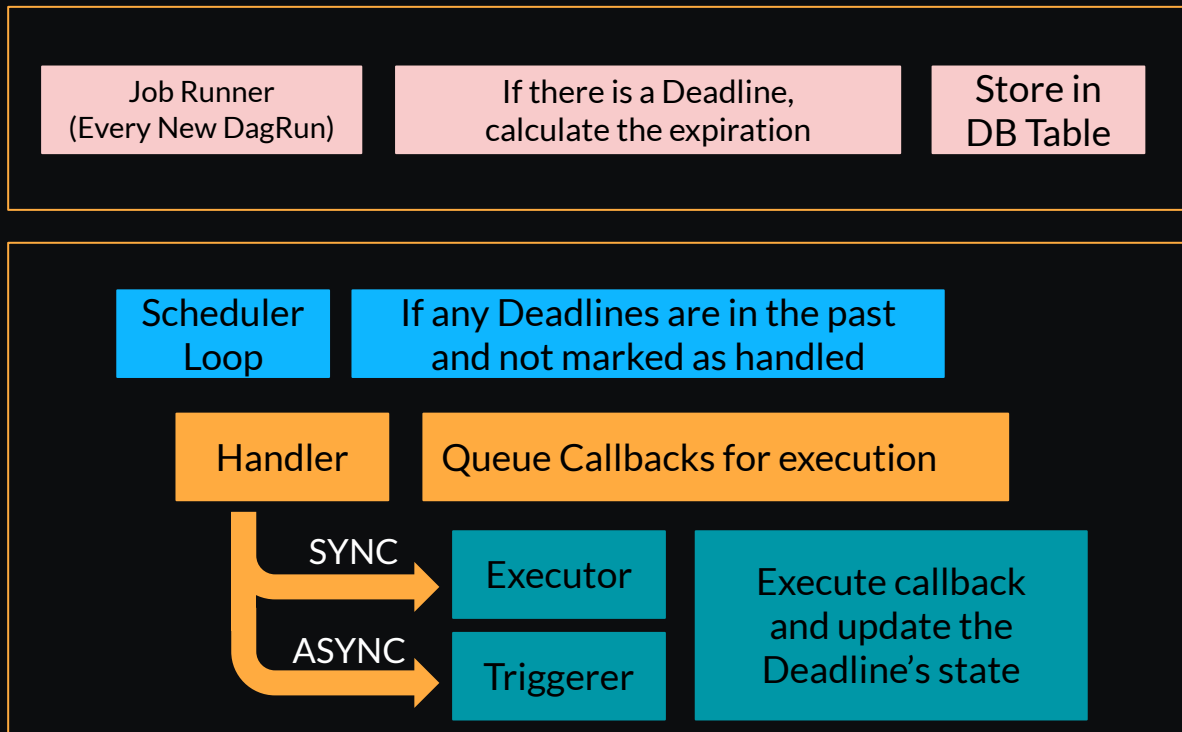 Job Runner
(Every New DagRun)
If there is a Deadline,
calculate the expiration
Store in
DB Table
Scheduler
Loop
If any Deadlines are in the past
and not marked as handled
Handler
Queue Callbacks for execution
SYNC
Executor
ASYNC
Triggerer
Execute callback
and update the
Deadline’s state